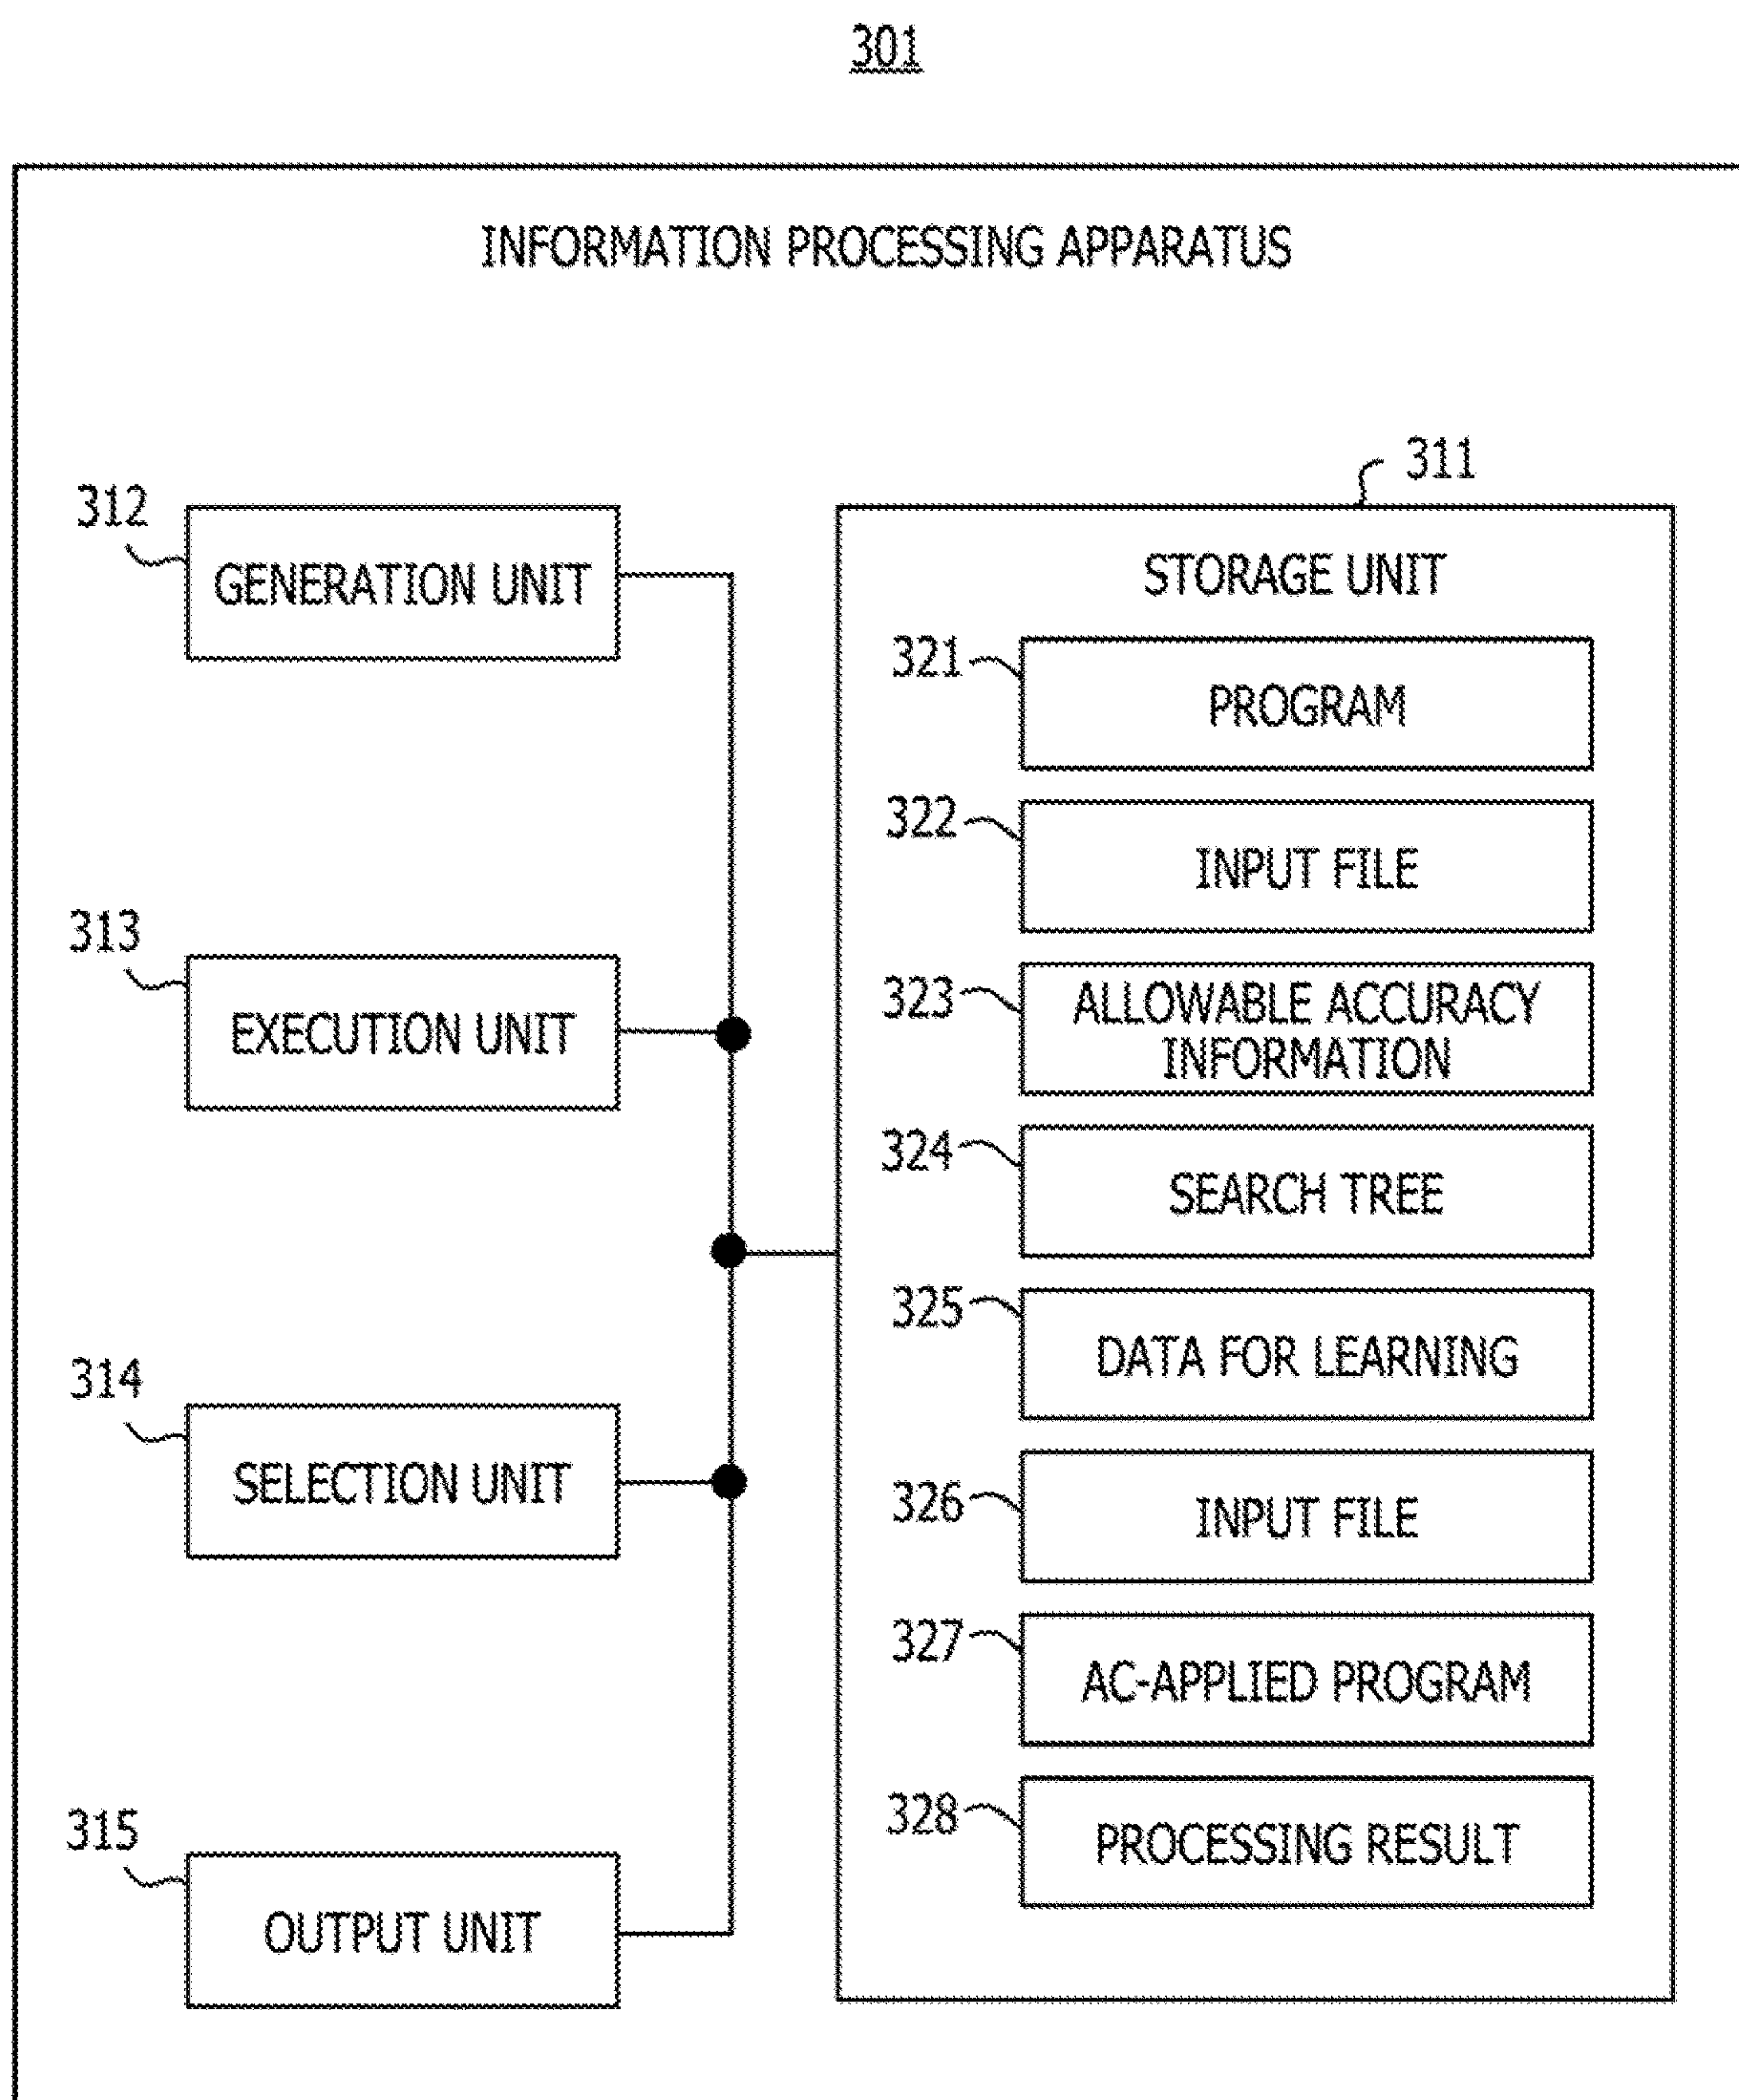 301
INFORMATION PROCESSING APPARATUS
312
GENERATION UNIT
313
EXECUTION UNIT
314
SELECTION UNIT
315
OUTPUT UNIT
311
STORAGE UNIT
321
PROGRAM
322
INPUT FILE
323
ALLOWABLE ACCURACY
INFORMATION
324
SEARCH TREE
325
DATA FOR LEARNING
326
INPUT FILE
327
AC-APPLIED PROGRAM
328
PROCESSING RESULT